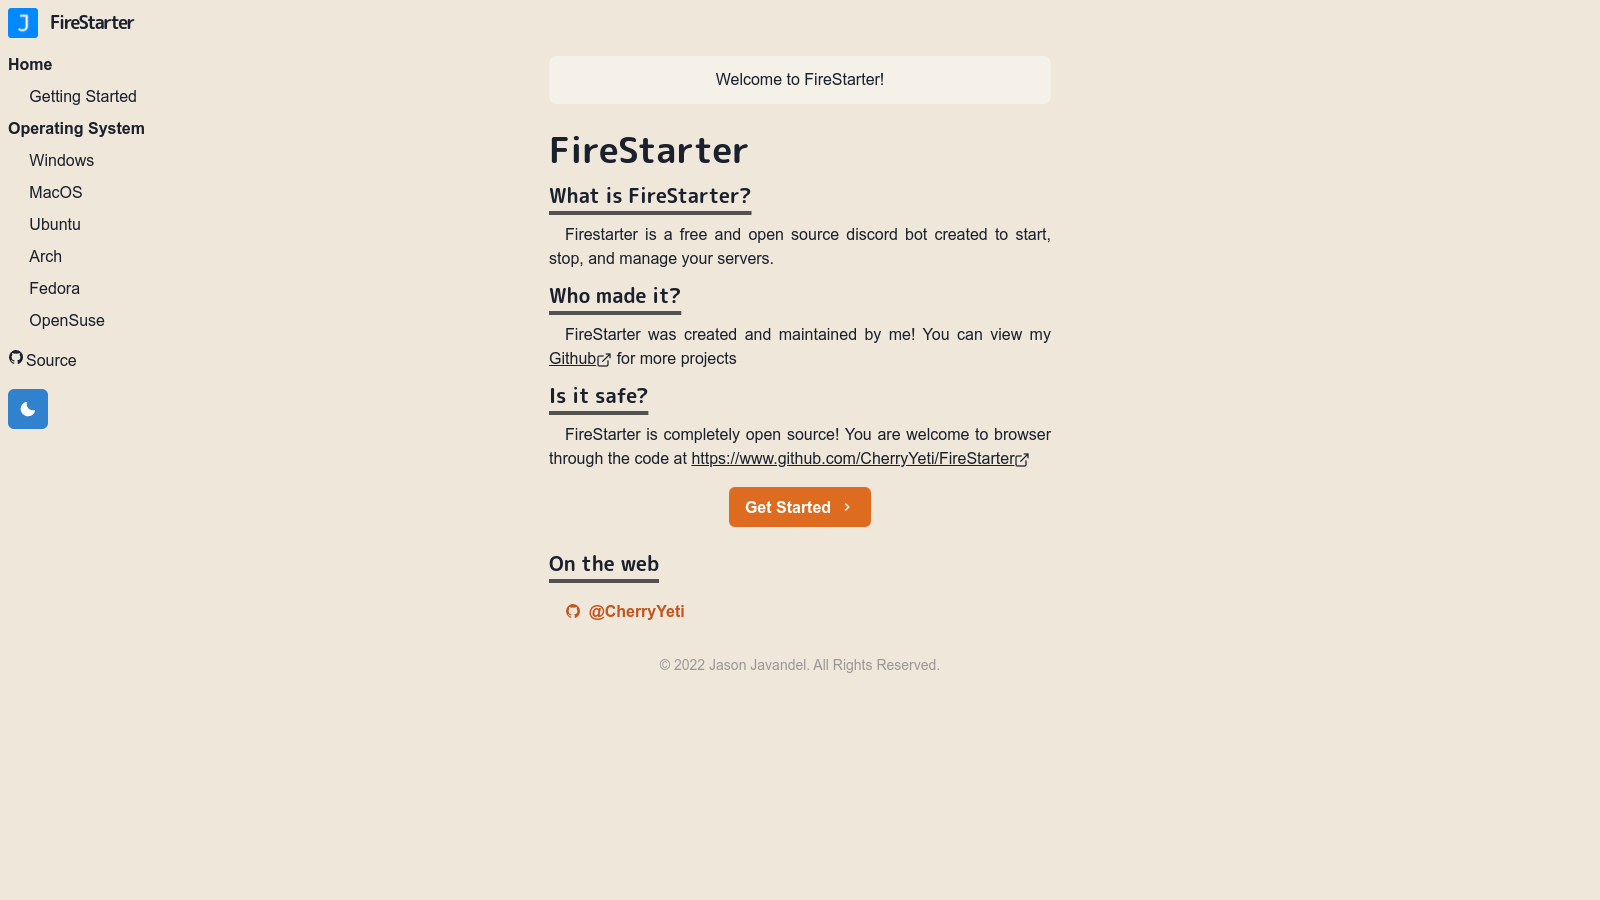 J FireStarter
Home
Getting Started
Operating System
Windows
MacOS
Ubuntu
Arch
Fedora
OpenSuse
Source
Welcome to FireStarter!
FireStarter
What is FireStarter?
Firestarter is a free and open source discord bot created to start,
stop, and manage your servers.
Who made it?
FireStarter was created and maintained by me! You can view my
Github for more projects
Is it safe?
FireStarter is completely open source! You are welcome to browser
through the code at https://www.github.com/CherryYeti/FireStarter
Get Started
On the web
@CherryYeti
© 2022 Jason Javandel. All Rights Reserved.